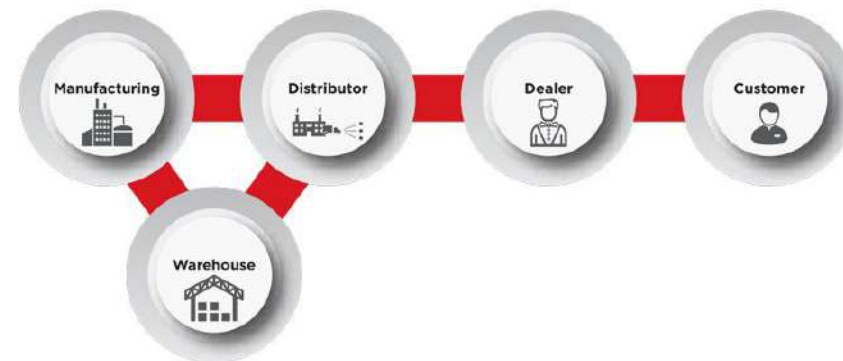 Manufacturing
Distributor
Dealer
Customer
Warehouse